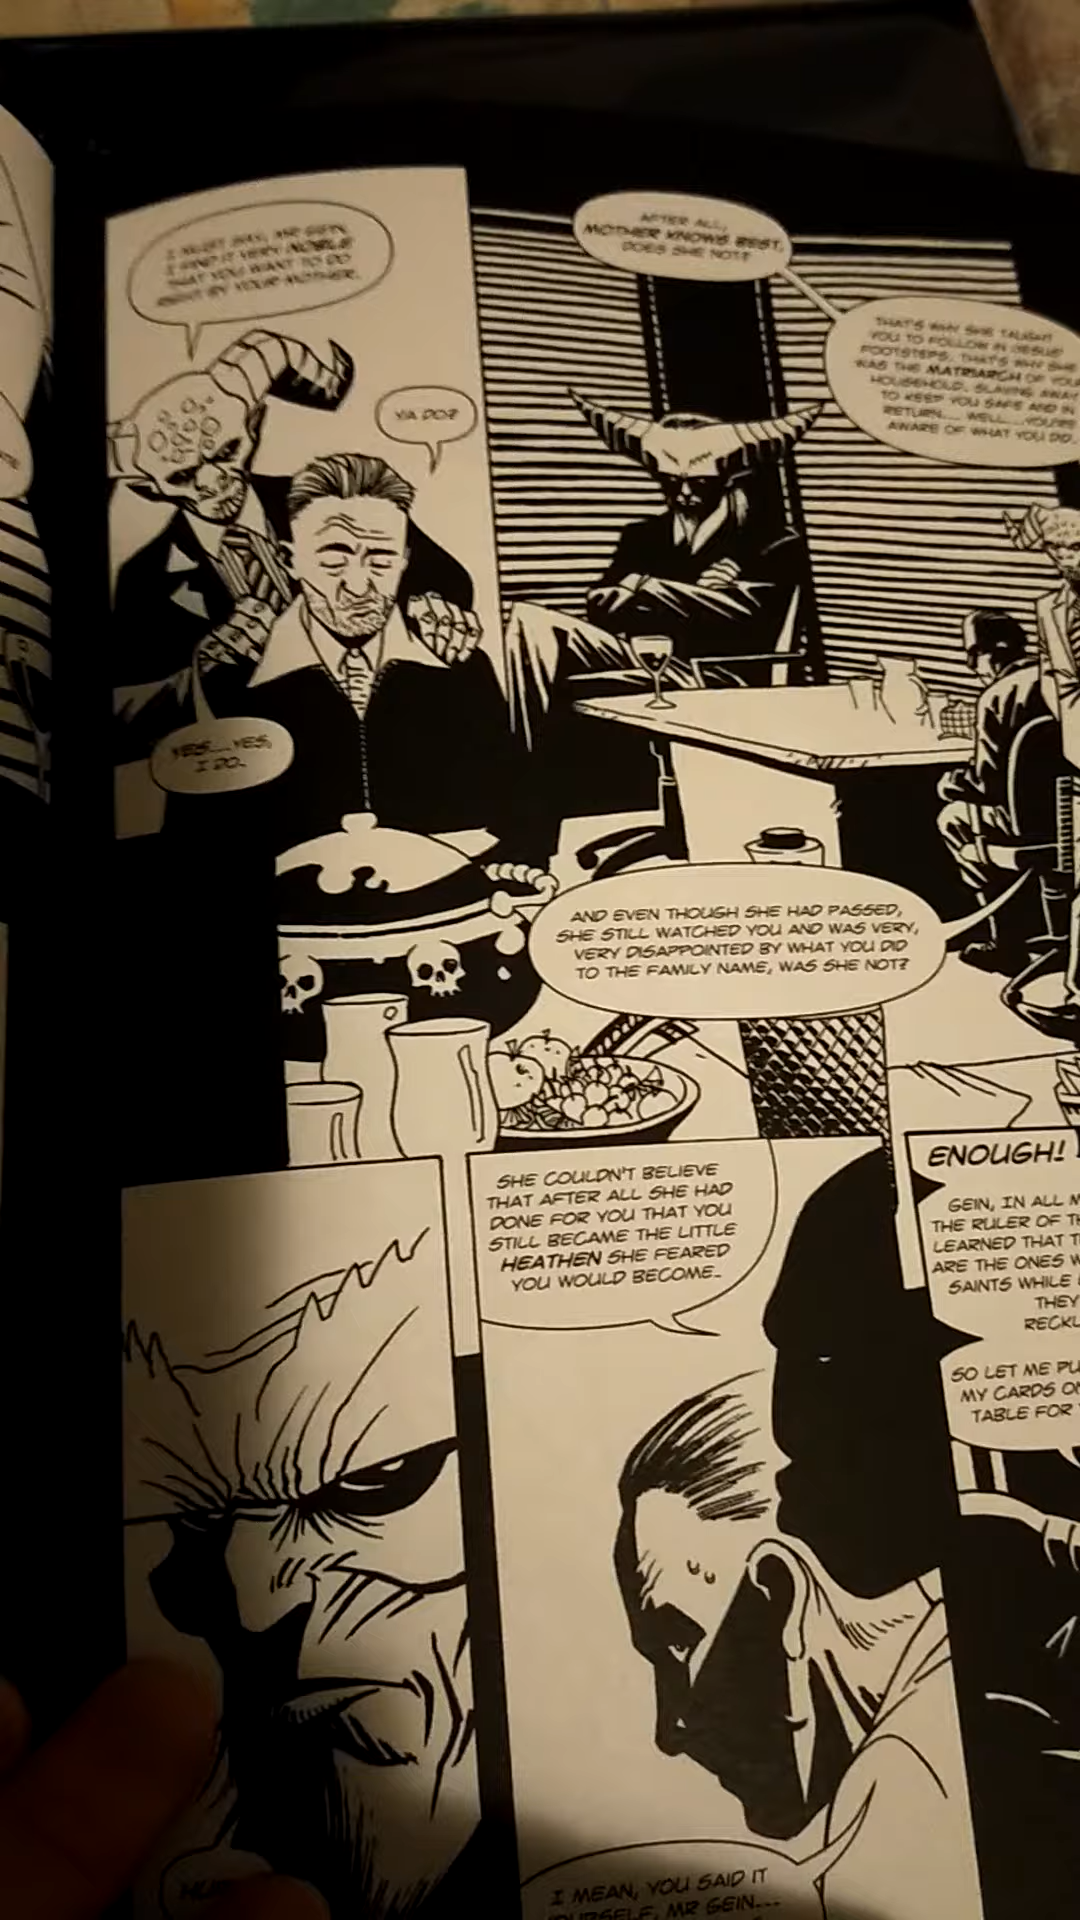 I MUST SAY, MR GEIN,
I FIND IT VERY NOBLE
THAT YOU WANT TO DO
RIGHT BY YOUR MOTHER.
YA DO?
YES.....YES,
I DO.
AFTER ALL,
MOTHER KNOWS BEST,
DOES SHE NOT?
THAT'S WHY SHE TAUGHT
YOU TO FOLLOW IN JESUS'
FOOTSTEPS, THAT'S WHY SHE
WAS THE MATRIARCH OF YOUR
HOUSEHOLD, SLAVING AWAY
TO KEEP YOU SAFE AND IN
RETURN.... WELL....YOU'RE
AWARE OF WHAT YOU DID.
AND EVEN THOUGH SHE HAD PASSED,
SHE STILL WATCHED YOU AND WAS VERY,
VERY DISAPPOINTED BY WHAT YOU DID
TO THE FAMILY NAME, WAS SHE NOT?
SHE COULDN'T BELIEVE
THAT AFTER ALL SHE HAD
DONE FOR YOU THAT YOU
STILL BECAME THE LITTLE
HEATHEN SHE FEARED
YOU WOULD BECOME..
I MEAN, YOU SAID IT
YOURSELF, MR GEIN....
ENOUGH!
GEIN, IN ALL
THE RULER OF
LEARNED THAT
ARE THE ONES
SAINTS WHILE
THEY
SO LET ME
MY CARDS
TABLE FOR